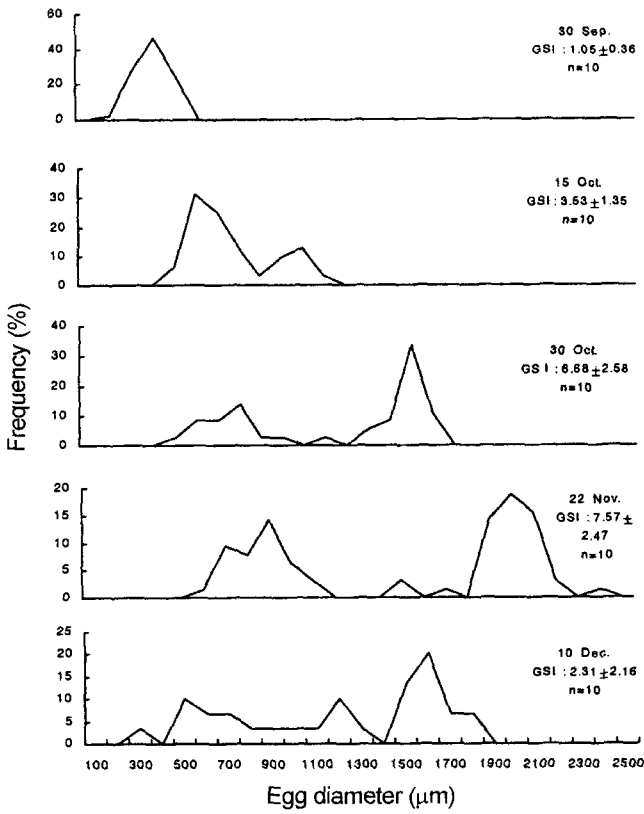 60
40
20
0
30 Sep.
GSI : 1.05±0.36
n=10
40
30
20
10
0
15 Oct.
GSI : 3.53±1.35
n=10
40
30
20
10
0
30 Oct.
GSI : 6.68±2.58
n=10
20
15
10
5
0
22 Nov.
GSI : 7.57±
2.47
n=10
25
20
15
10
5
0
10 Dec.
GSI : 2.31±2.16
n=10
100 300 500 700 900 1100 1300 1500 1700 1900 2100 2300 2500
Egg diameter (μm)
Frequency (%)